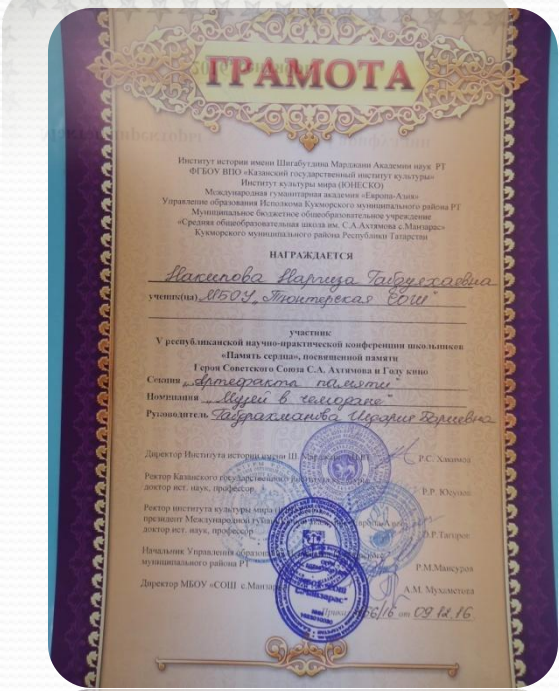 ГРАМОТА
Институт истории имени Шигабутдина Марджани Академии наук РТ
ФГБОУ ВПО «Казанский государственный институт культуры»
Институт культуры мира (ЮНЕСКО)
Международная гуманитарная академия «Европа-Азия»
Управление образования Исполкома Кукморского муниципального района РТ
Муниципальное бюджетное общеобразовательное учреждение
«Средняя общеобразовательная школа им. С.А.Ахтямова с.Манзарас»
Кукморского муниципального района Республики Татарстан
НАГРАЖДАЕТСЯ
Накипова Наргиза
ученик(ца) МБОУ „Тюнтерская СОШ"
участник
V республиканской научно-практической конференции школьников
«Память сердца», посвященной памяти
Героя Советского Союза С.А. Ахтямова и Году кино
Секция „Артефакты памяти"
Номинация „Музей в чемодане"
Руководитель Габдрахманова
Директор Института истории имени Ш. Марджани
Р.С. Хакимов
Ректор Казанского государственного института
доктор ист. наук, профессор
Р.Р. Юсупов
Ректор института культуры мира
президент Международной
доктор ист. наук, профессор
Начальник Управления образования
муниципального района РТ
Р.М.Мансуров
Директор МБОУ «СОШ с.Манзарас»
А.М. Мухаметова
от 09.12.16